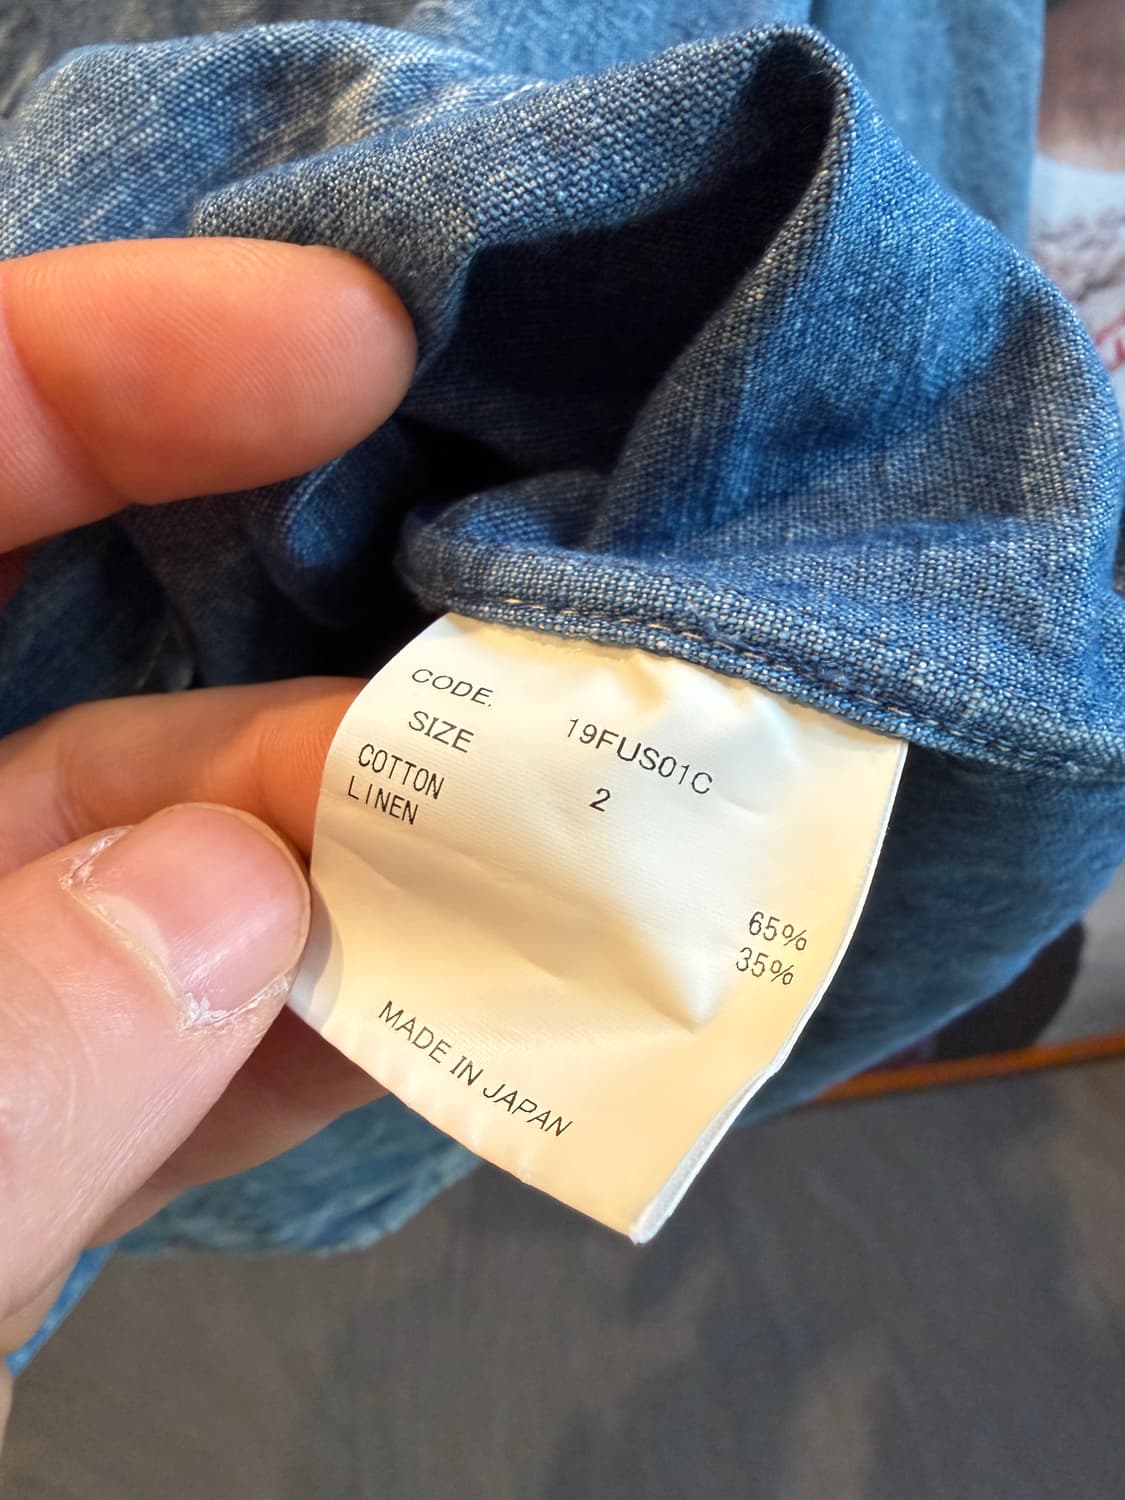 CODE. 19FUS01C
SIZE 2
COTTON 65%
LINEN 35%
MADE IN JAPAN